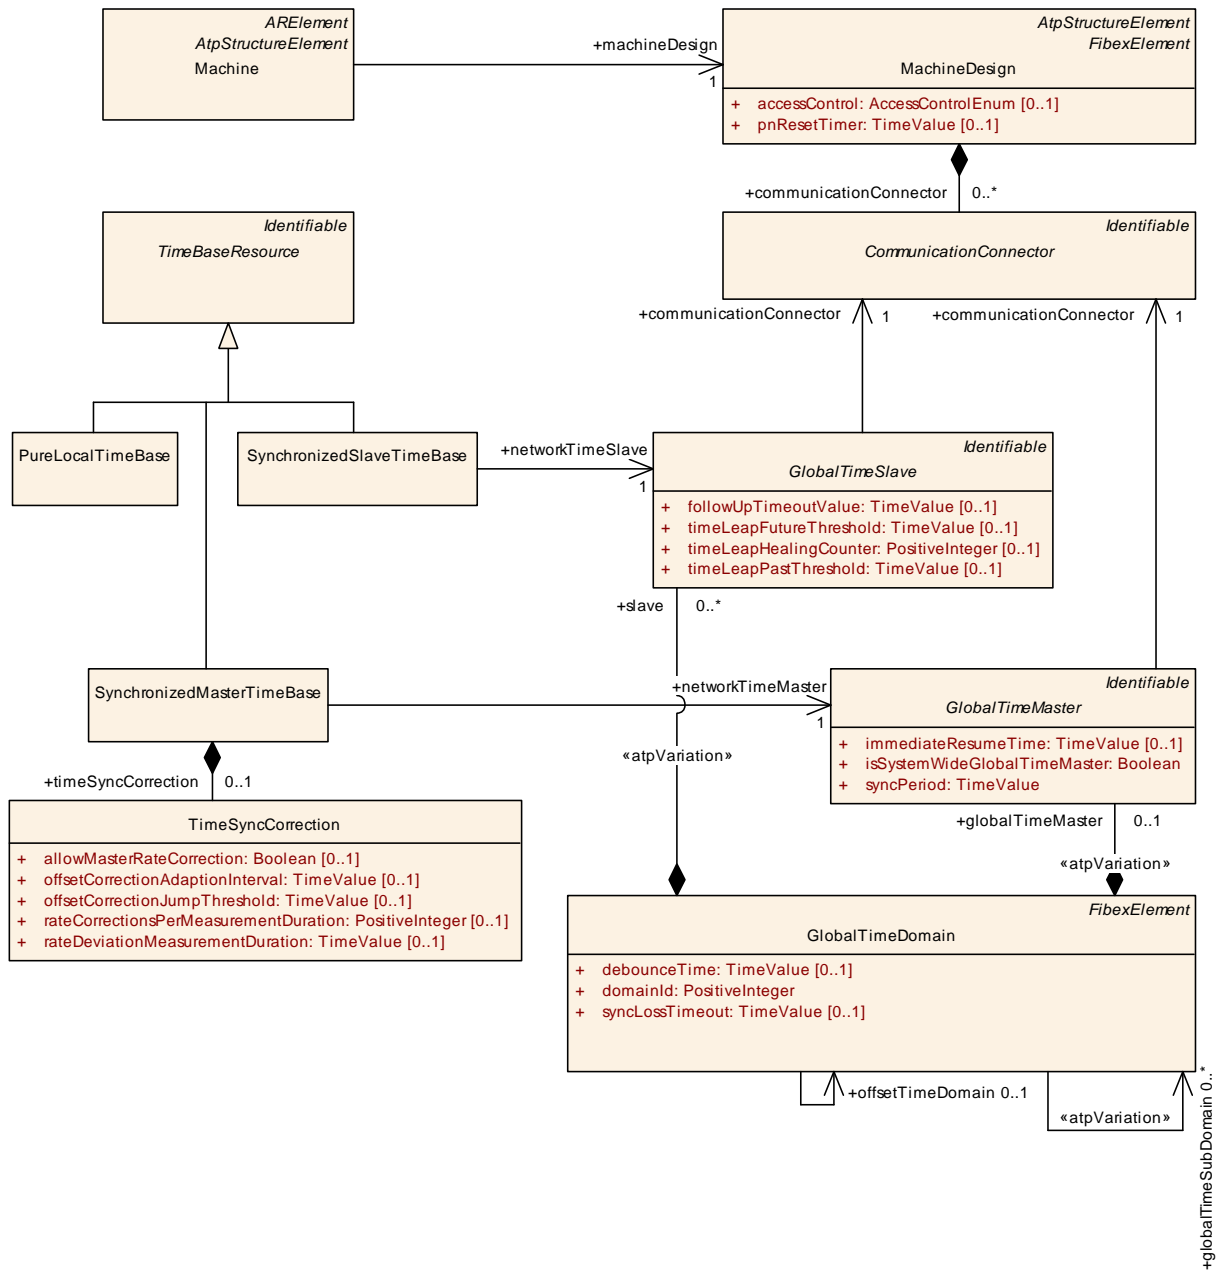 ARElement
AtpStructureElement
Machine
+machineDesign
1
AtpStructureElement
FibexElement
MachineDesign
+ accessControl: AccessControlEnum [0..1]
+ pnResetTimer: TimeValue [0..1]
+communicationConnector 0..*
Identifiable
TimeBaseResource
Identifiable
CommunicationConnector
+communicationConnector 1
+communicationConnector 1
PureLocalTimeBase
SynchronizedSlaveTimeBase
+networkTimeSlave
1
Identifiable
GlobalTimeSlave
+ followUpTimeoutValue: TimeValue [0..1]
+ timeLeapFutureThreshold: TimeValue [0..1]
+ timeLeapHealingCounter: PositiveInteger [0..1]
+ timeLeapPastThreshold: TimeValue [0..1]
+slave 0..*
SynchronizedMasterTimeBase
+networkTimeMaster
1
Identifiable
GlobalTimeMaster
+ immediateResumeTime: TimeValue [0..1]
+ isSystemWideGlobalTimeMaster: Boolean
+ syncPeriod: TimeValue
«atpVariation»
+timeSyncCorrection 0..1
TimeSyncCorrection
+ allowMasterRateCorrection: Boolean [0..1]
+ offsetCorrectionAdaptionInterval: TimeValue [0..1]
+ offsetCorrectionJumpThreshold: TimeValue [0..1]
+ rateCorrectionsPerMeasurementDuration: PositiveInteger [0..1]
+ rateDeviationMeasurementDuration: TimeValue [0..1]
+globalTimeMaster 0..1
«atpVariation»
FibexElement
GlobalTimeDomain
+ debounceTime: TimeValue [0..1]
+ domainId: PositiveInteger
+ syncLossTimeout: TimeValue [0..1]
+offsetTimeDomain 0..1
«atpVariation»
+globalTimeSubDomain 0..*